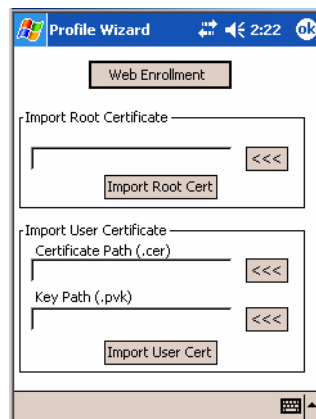 Profile Wizard 2:22 ok
Web Enrollment
Import Root Certificate
<<<
Import Root Cert
Import User Certificate
Certificate Path (.cer)
<<<
Key Path (.pvk)
<<<
Import User Cert